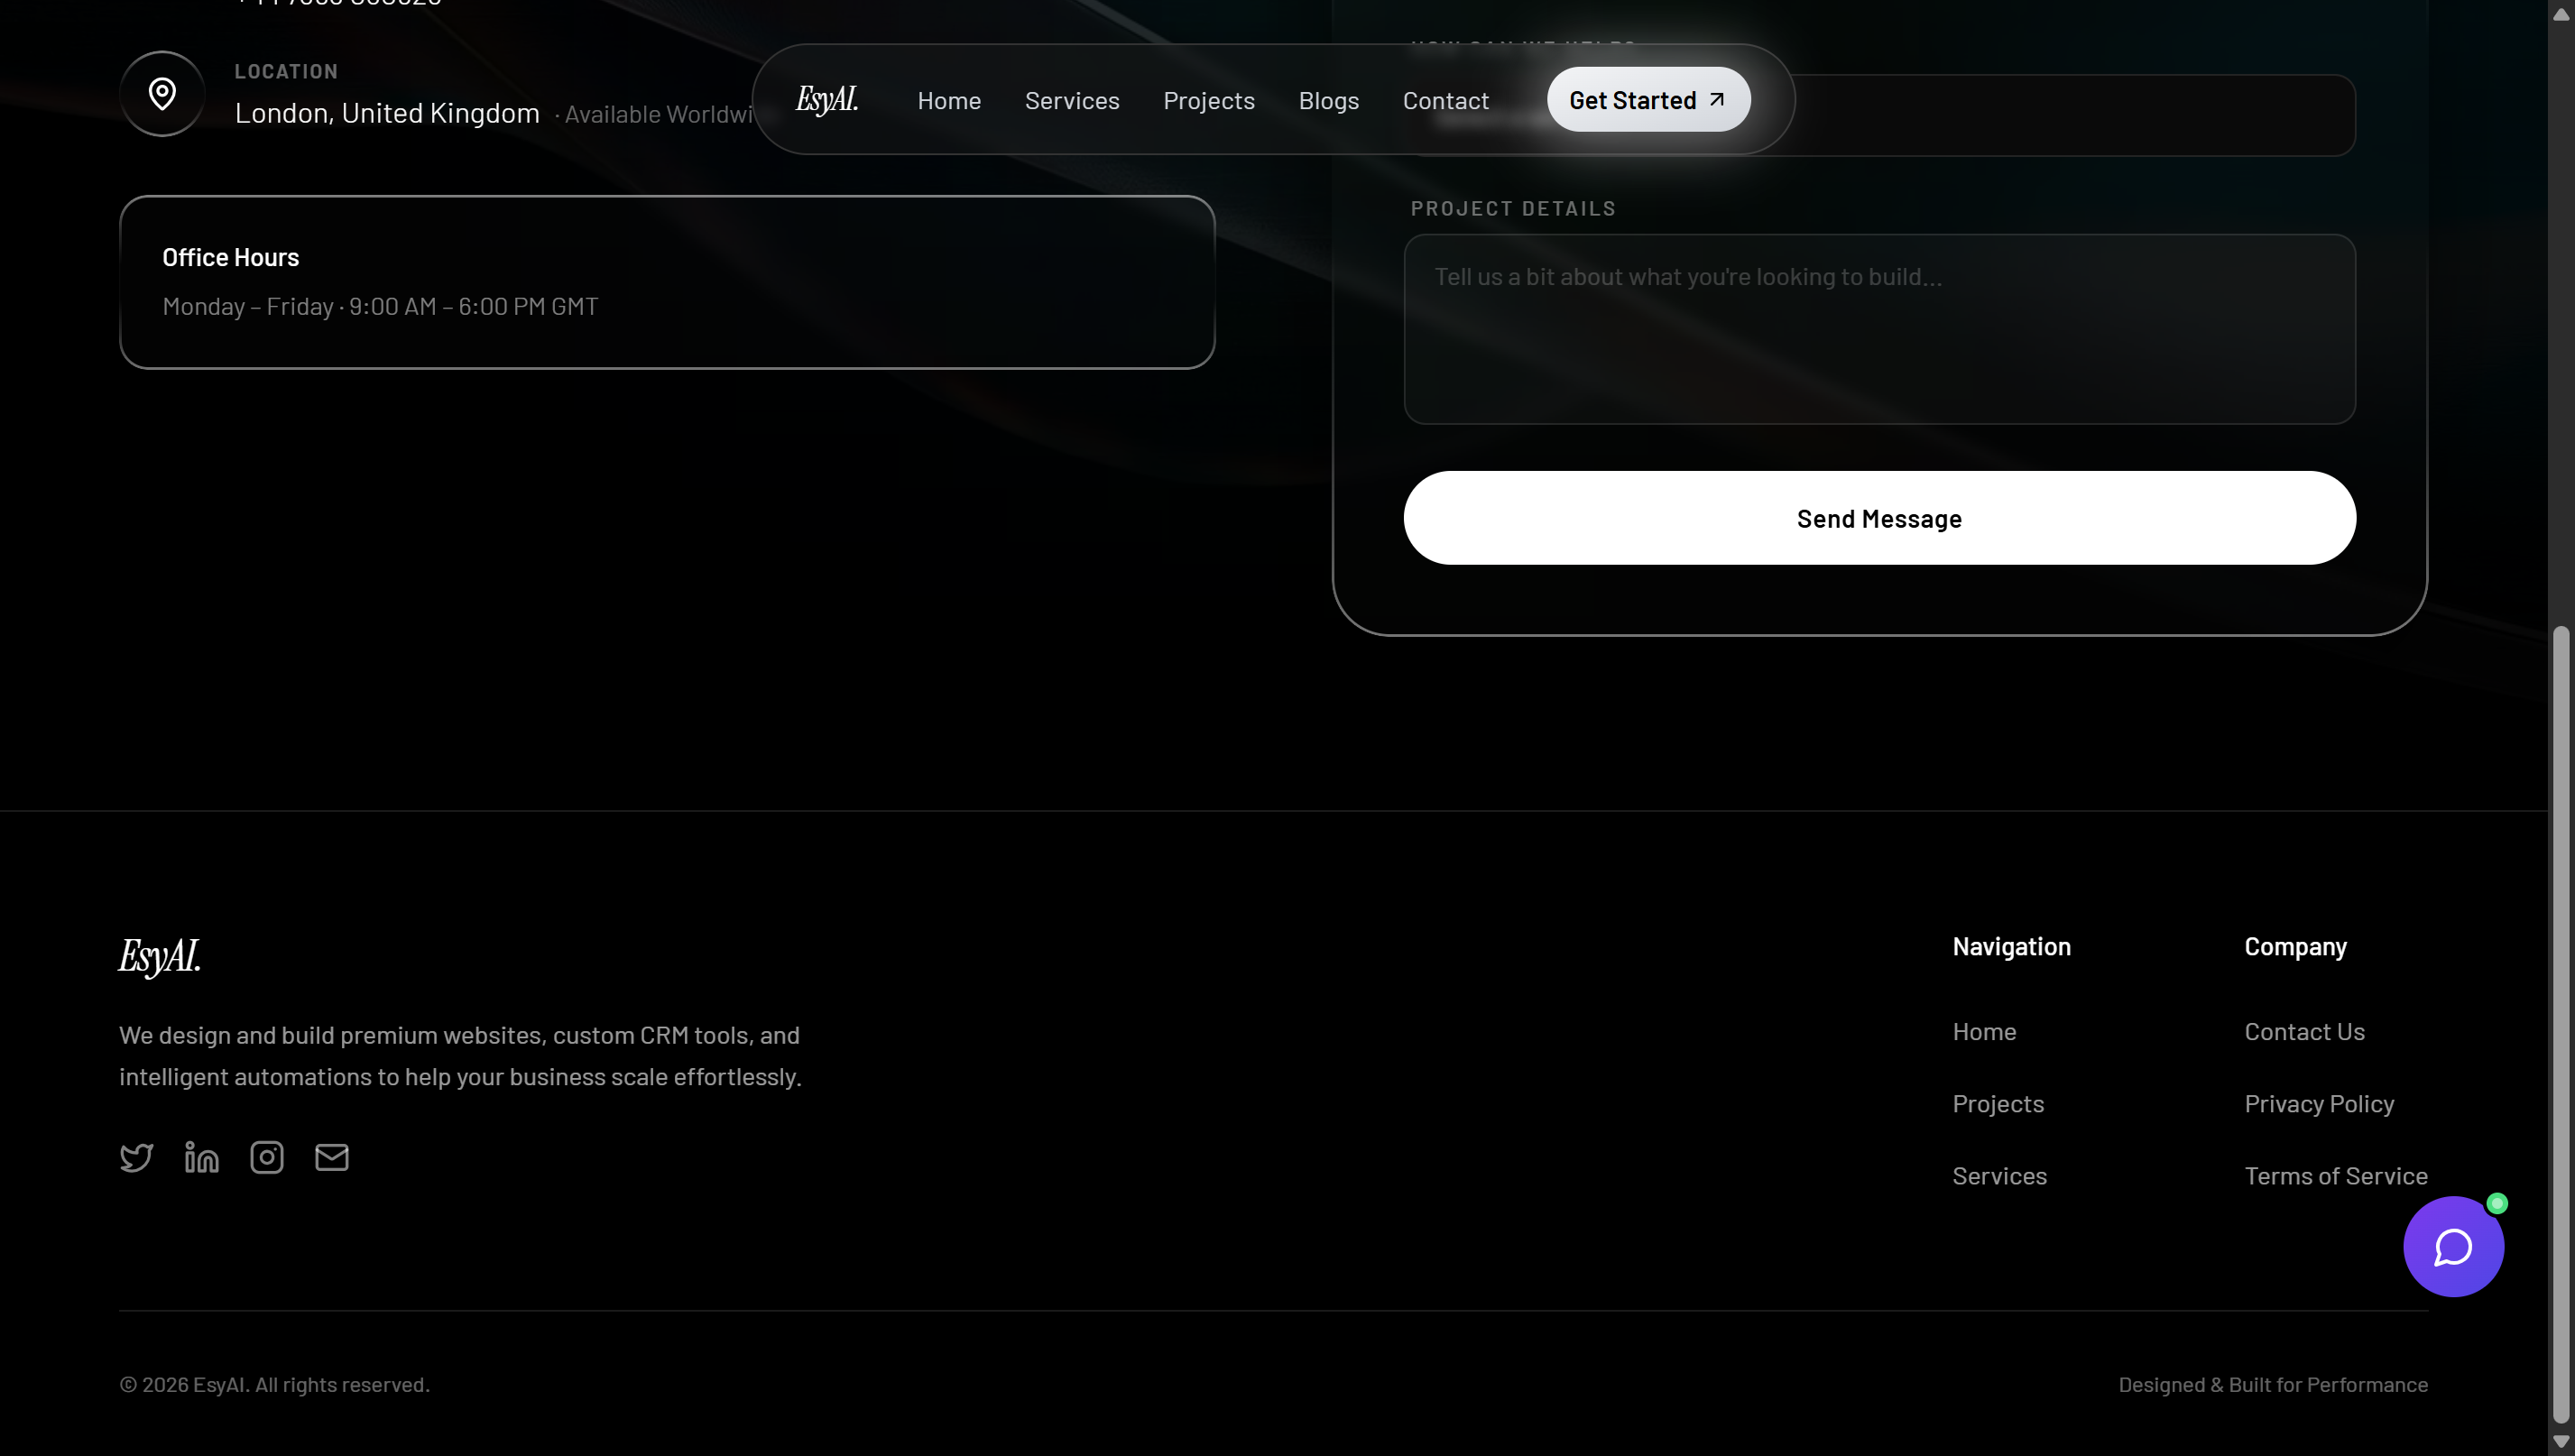 LOCATION
London, United Kingdom · Available
EsyAI. Home Services Projects Blogs Contact Get Started
Office Hours
Monday – Friday · 9:00 AM – 6:00 PM GMT
PROJECT DETAILS
Tell us a bit about what you're looking to build...
Send Message
EsyAI.
We design and build premium websites, custom CRM tools, and
intelligent automations to help your business scale effortlessly.
Navigation
Home
Projects
Services
Company
Contact Us
Privacy Policy
Terms of Service
© 2026 EsyAI. All rights reserved.
Designed & Built for Performance